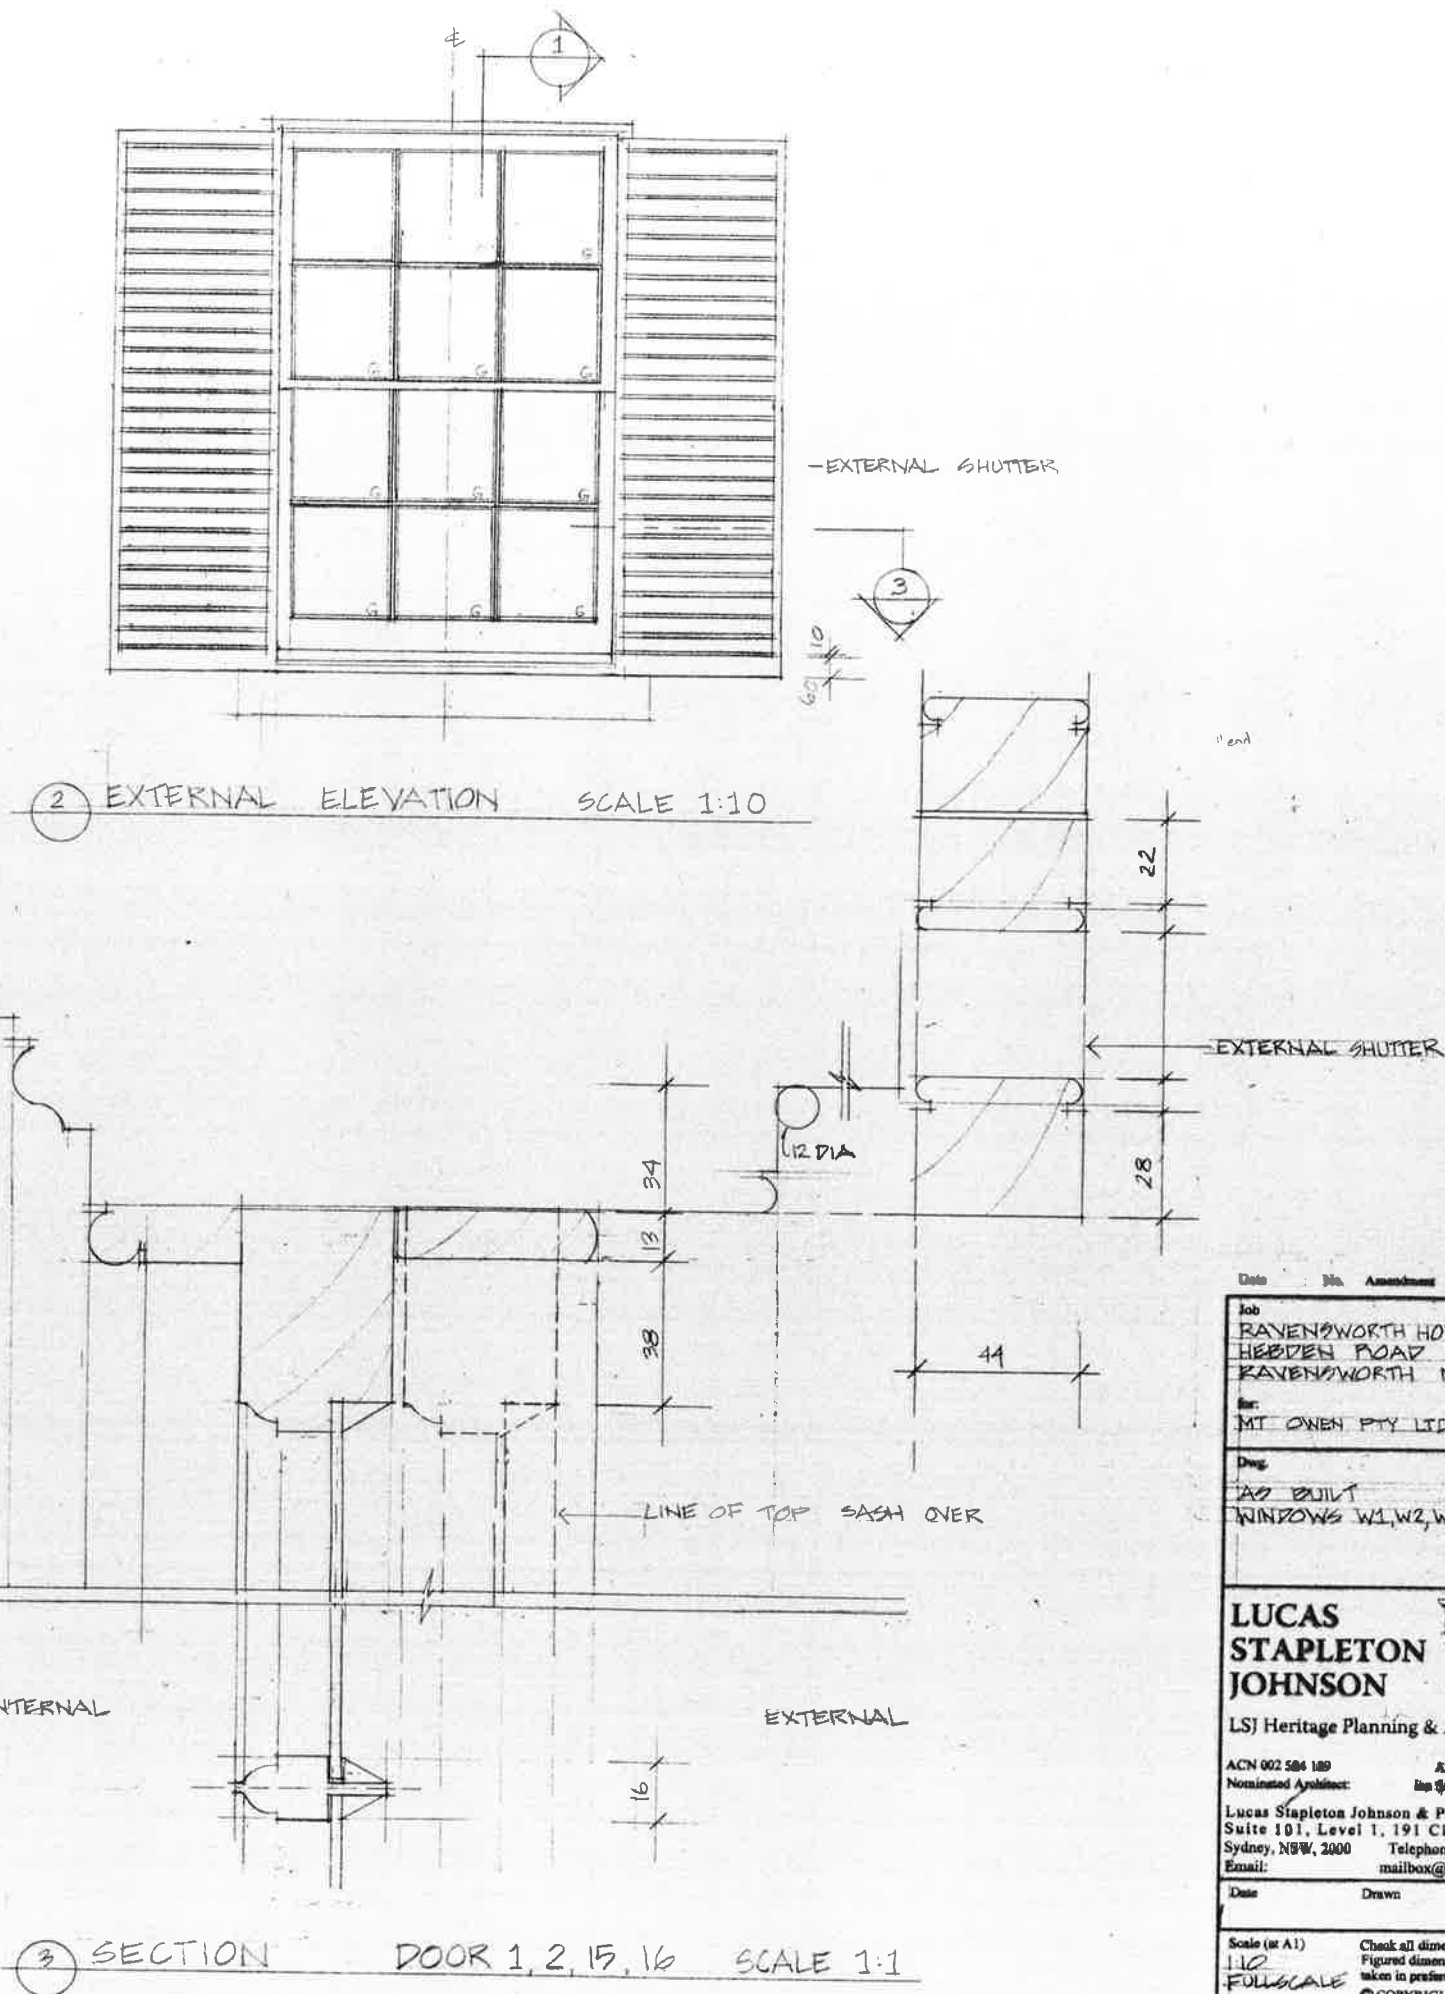 ℄
1
G
G G G
G G G
G G G
-EXTERNAL SHUTTER
3
10
60
"end
2 EXTERNAL ELEVATION SCALE 1:10
22
EXTERNAL SHUTTER
12 DIA
34
13
38
28
44
LINE OF TOP SASH OVER
NTERNAL
EXTERNAL
16
3 SECTION DOOR 1, 2, 15, 16 SCALE 1:1
Date No. Amendment
Job
RAVENSWORTH HO
HEBDEN ROAD
RAVENSWORTH
for:
MT OWEN PTY LTD
Dwg.
AS BUILT
WINDOWS W1, W2, W
LUCAS
STAPLETON
JOHNSON
LSJ Heritage Planning &
ACN 002 584 189 A
Nominated Architect:
Lucas Stapleton Johnson & P
Suite 101, Level 1, 191 Cl
Sydney, NSW, 2000 Telephon
Email: mailbox@
Date Drawn
Scale (at A1) Check all dime
1:10 Figured dimen
FULLSCALE taken in prefer
© COPYRIGH